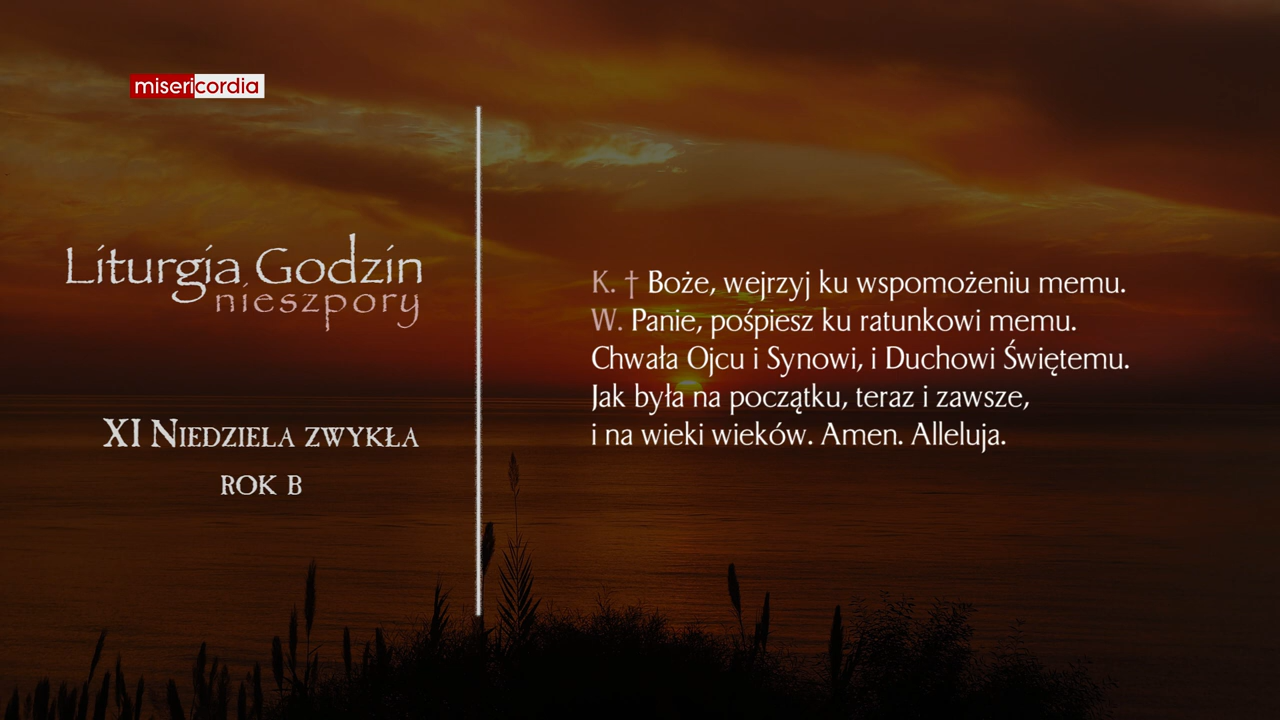 misericordia
Liturgia Godzin
nieszpory
XI Niedziela zwykła
rok B
K. † Boże, wejrzyj ku wspomożeniu memu.
W. Panie, pośpiesz ku ratunkowi memu.
Chwała Ojcu i Synowi, i Duchowi Świętemu.
Jak była na początku, teraz i zawsze,
i na wieki wieków. Amen. Alleluja.